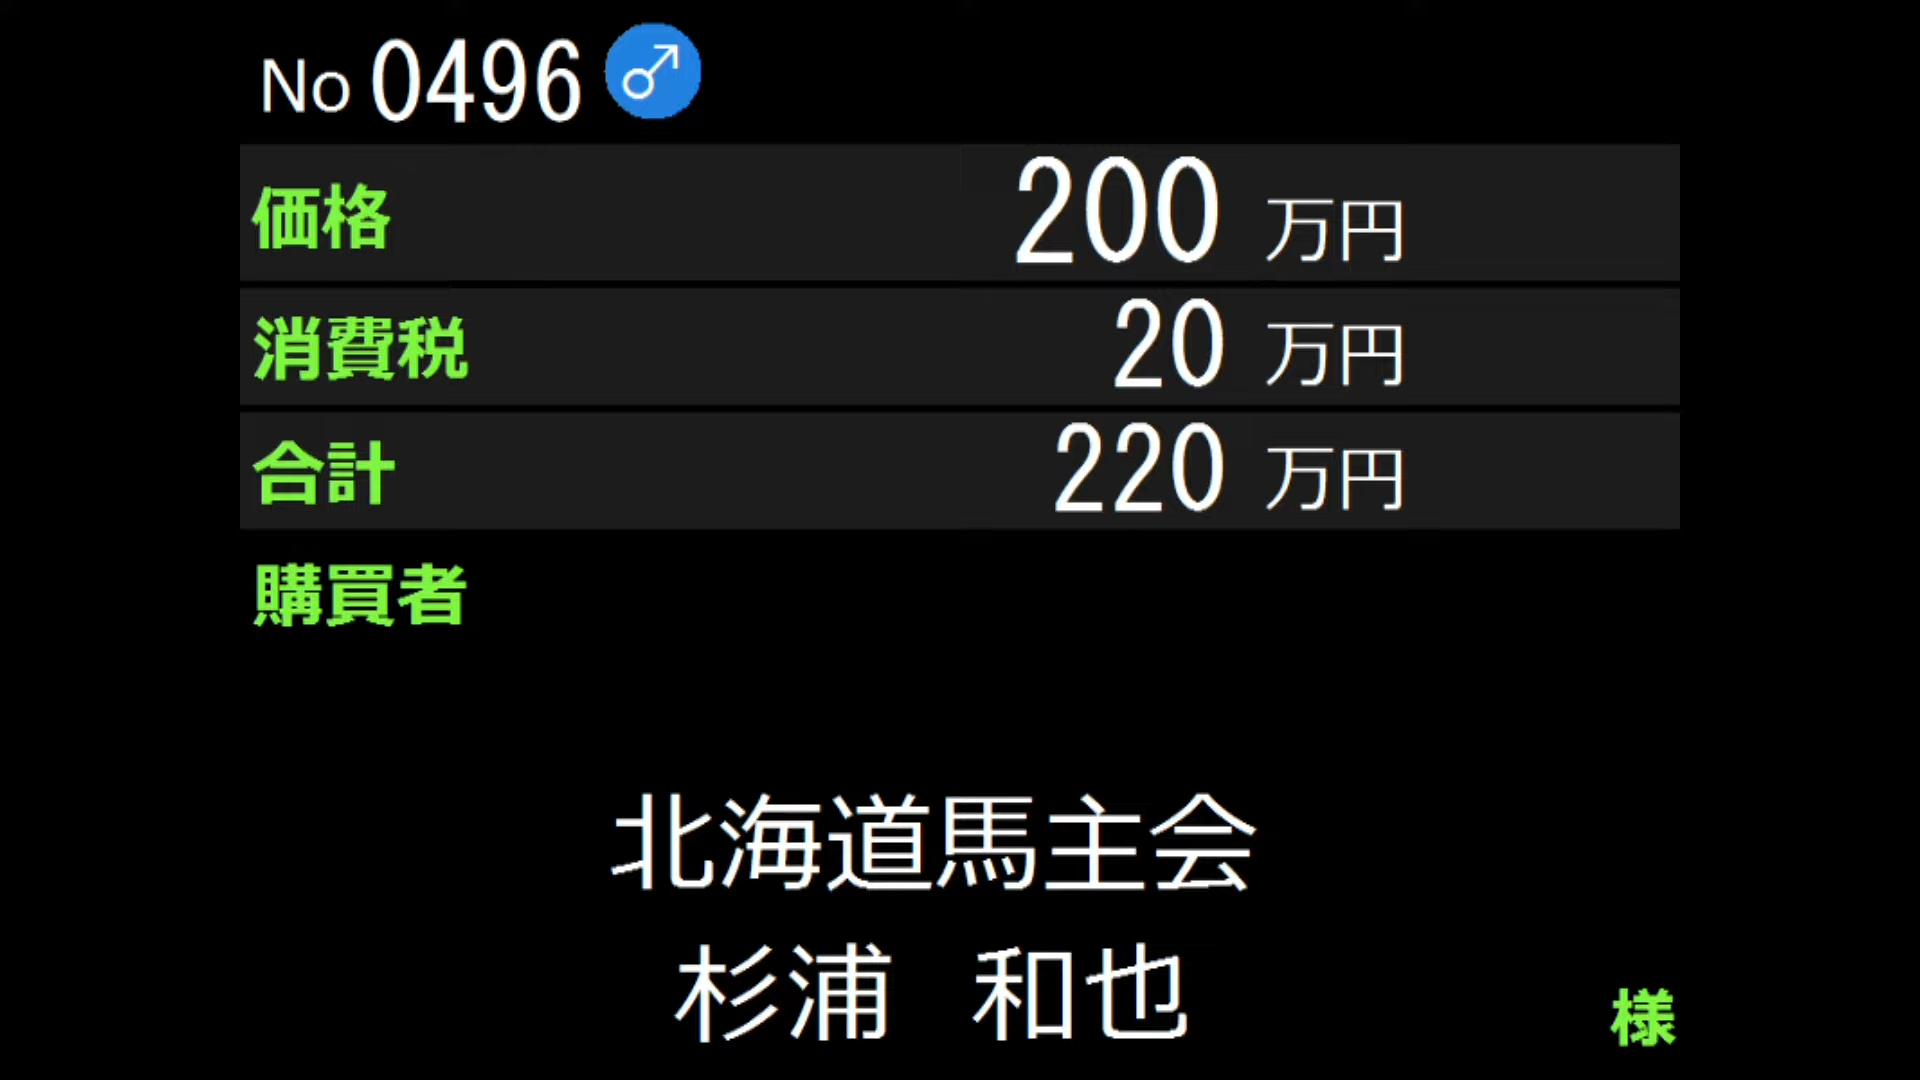 No 0496 ♂
価格 200 万円
消費税 20 万円
合計 220 万円
購買者
北海道馬主会
杉浦 和也 様